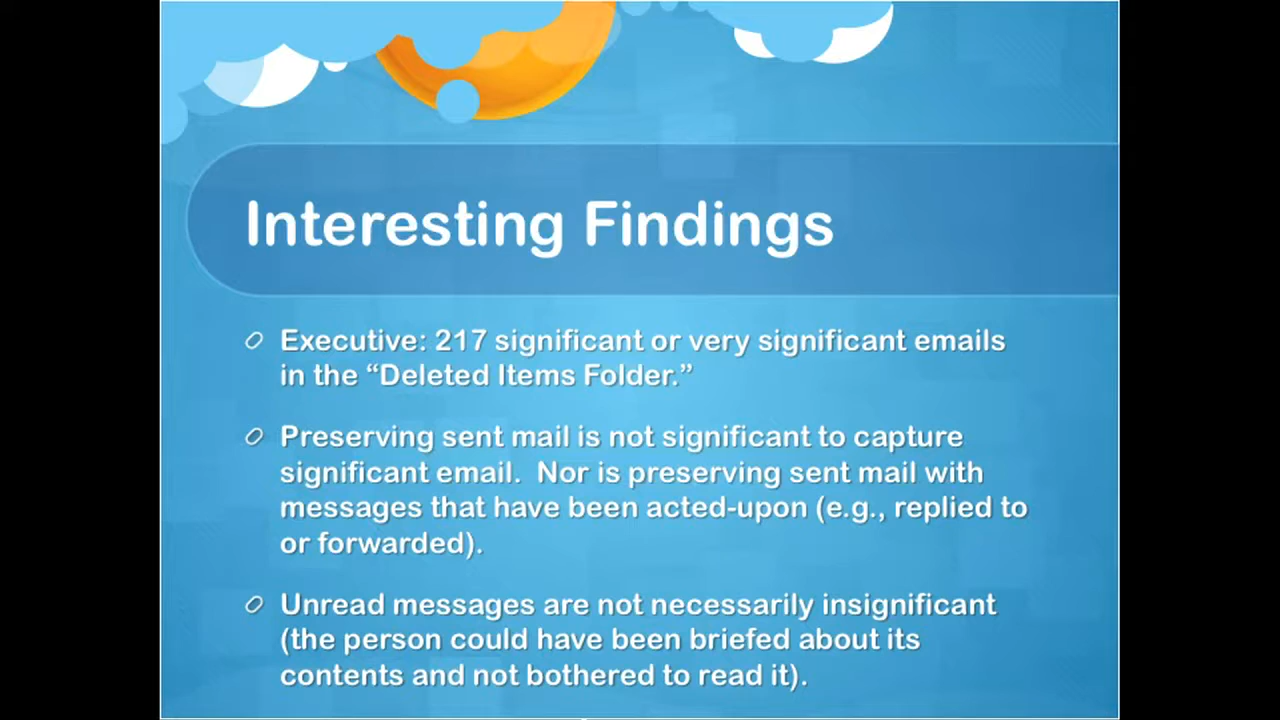 Interesting Findings
Executive: 217 significant or very significant emails
in the “Deleted Items Folder.”
Preserving sent mail is not significant to capture
significant email.  Nor is preserving sent mail with
messages that have been acted-upon (e.g., replied to
or forwarded).
Unread messages are not necessarily insignificant
(the person could have been briefed about its
contents and not bothered to read it).